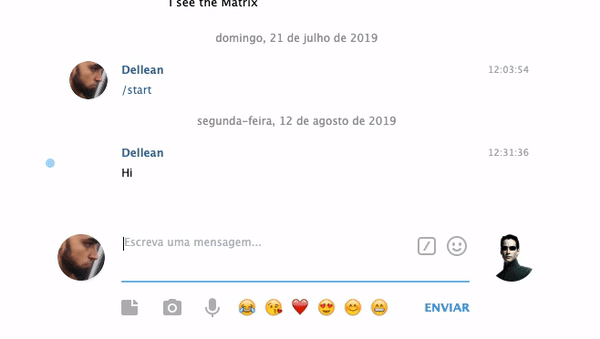 I see the Matrix
domingo, 21 de julho de 2019
Dellean 12:03:54
/start
segunda-feira, 12 de agosto de 2019
Dellean 12:31:36
Hi
Escreva uma mensagem...
ENVIAR